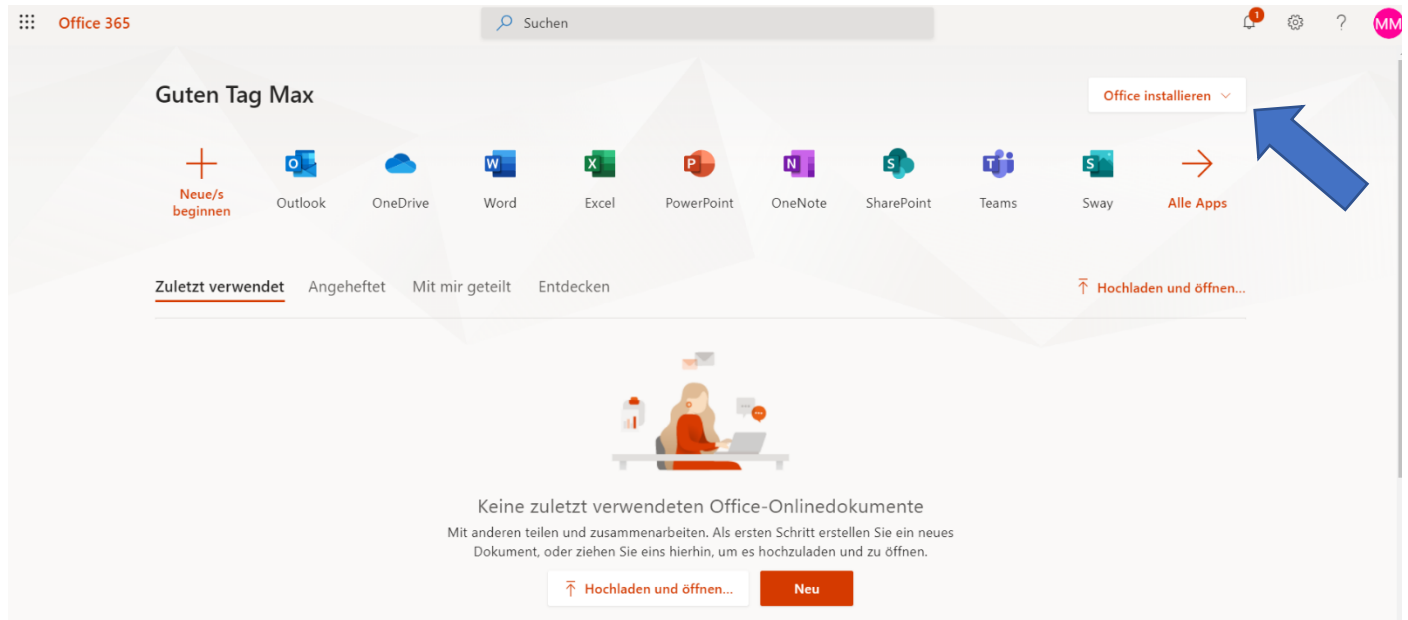 Office 365
Suchen
1
?
MM
Guten Tag Max
Office installieren
Neue/s
beginnen
Outlook
OneDrive
Word
Excel
PowerPoint
OneNote
SharePoint
Teams
Sway
Alle Apps
Zuletzt verwendet
Angeheftet
Mit mir geteilt
Entdecken
Hochladen und öffnen...
Keine zuletzt verwendeten Office-Onlinedokumente
Mit anderen teilen und zusammenarbeiten. Als ersten Schritt erstellen Sie ein neues
Dokument, oder ziehen Sie eins hierhin, um es hochzuladen und zu öffnen.
Hochladen und öffnen...
Neu